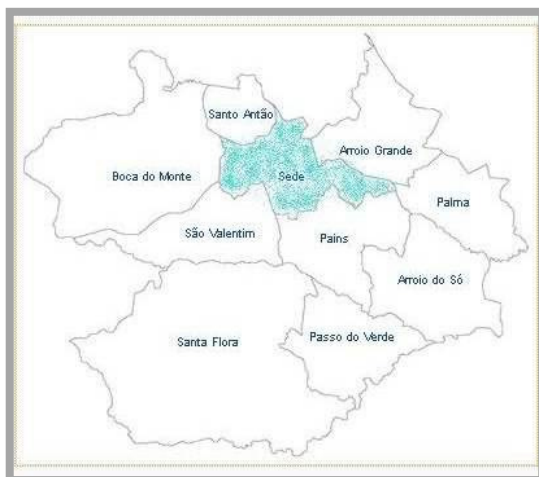 Santo Antão
Arroio Grande
Boca do Monte
Sede
Palma
São Valentim
Pains
Arroio do Só
Santa Flora
Passo do Verde